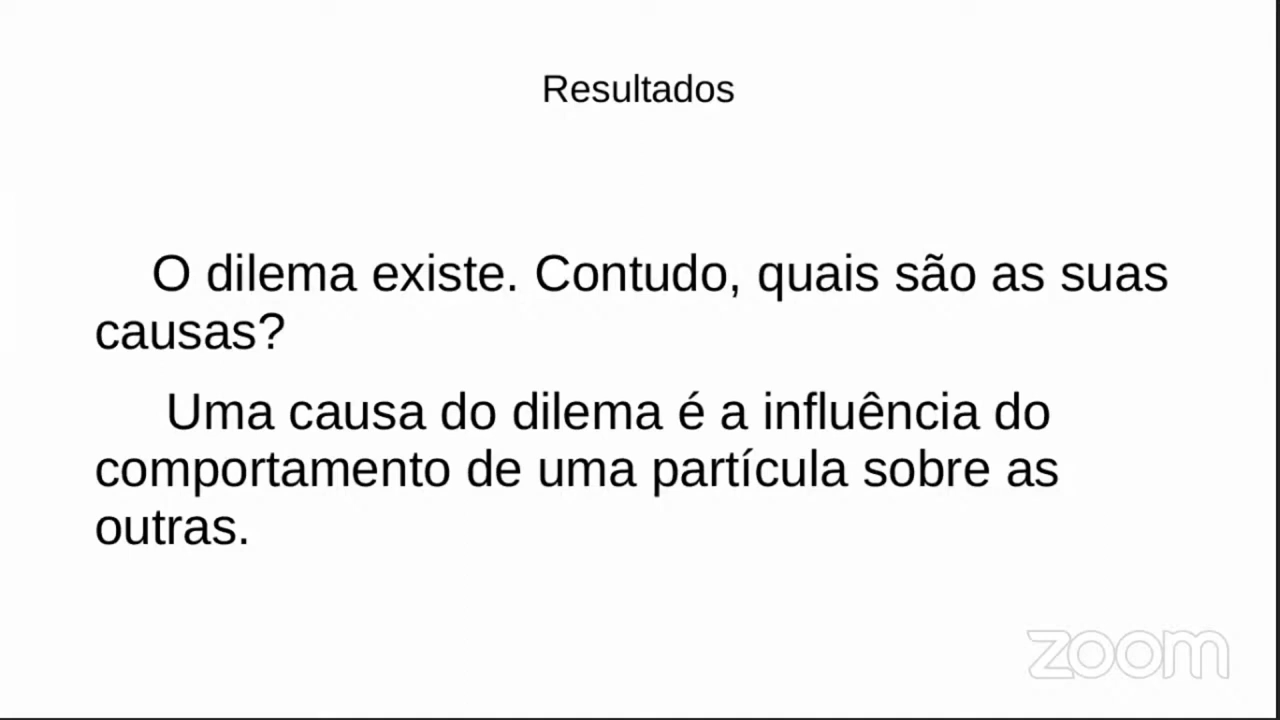 Resultados
O dilema existe. Contudo, quais são as suas
causas?
Uma causa do dilema é a influência do
comportamento de uma partícula sobre as
outras.
zoom